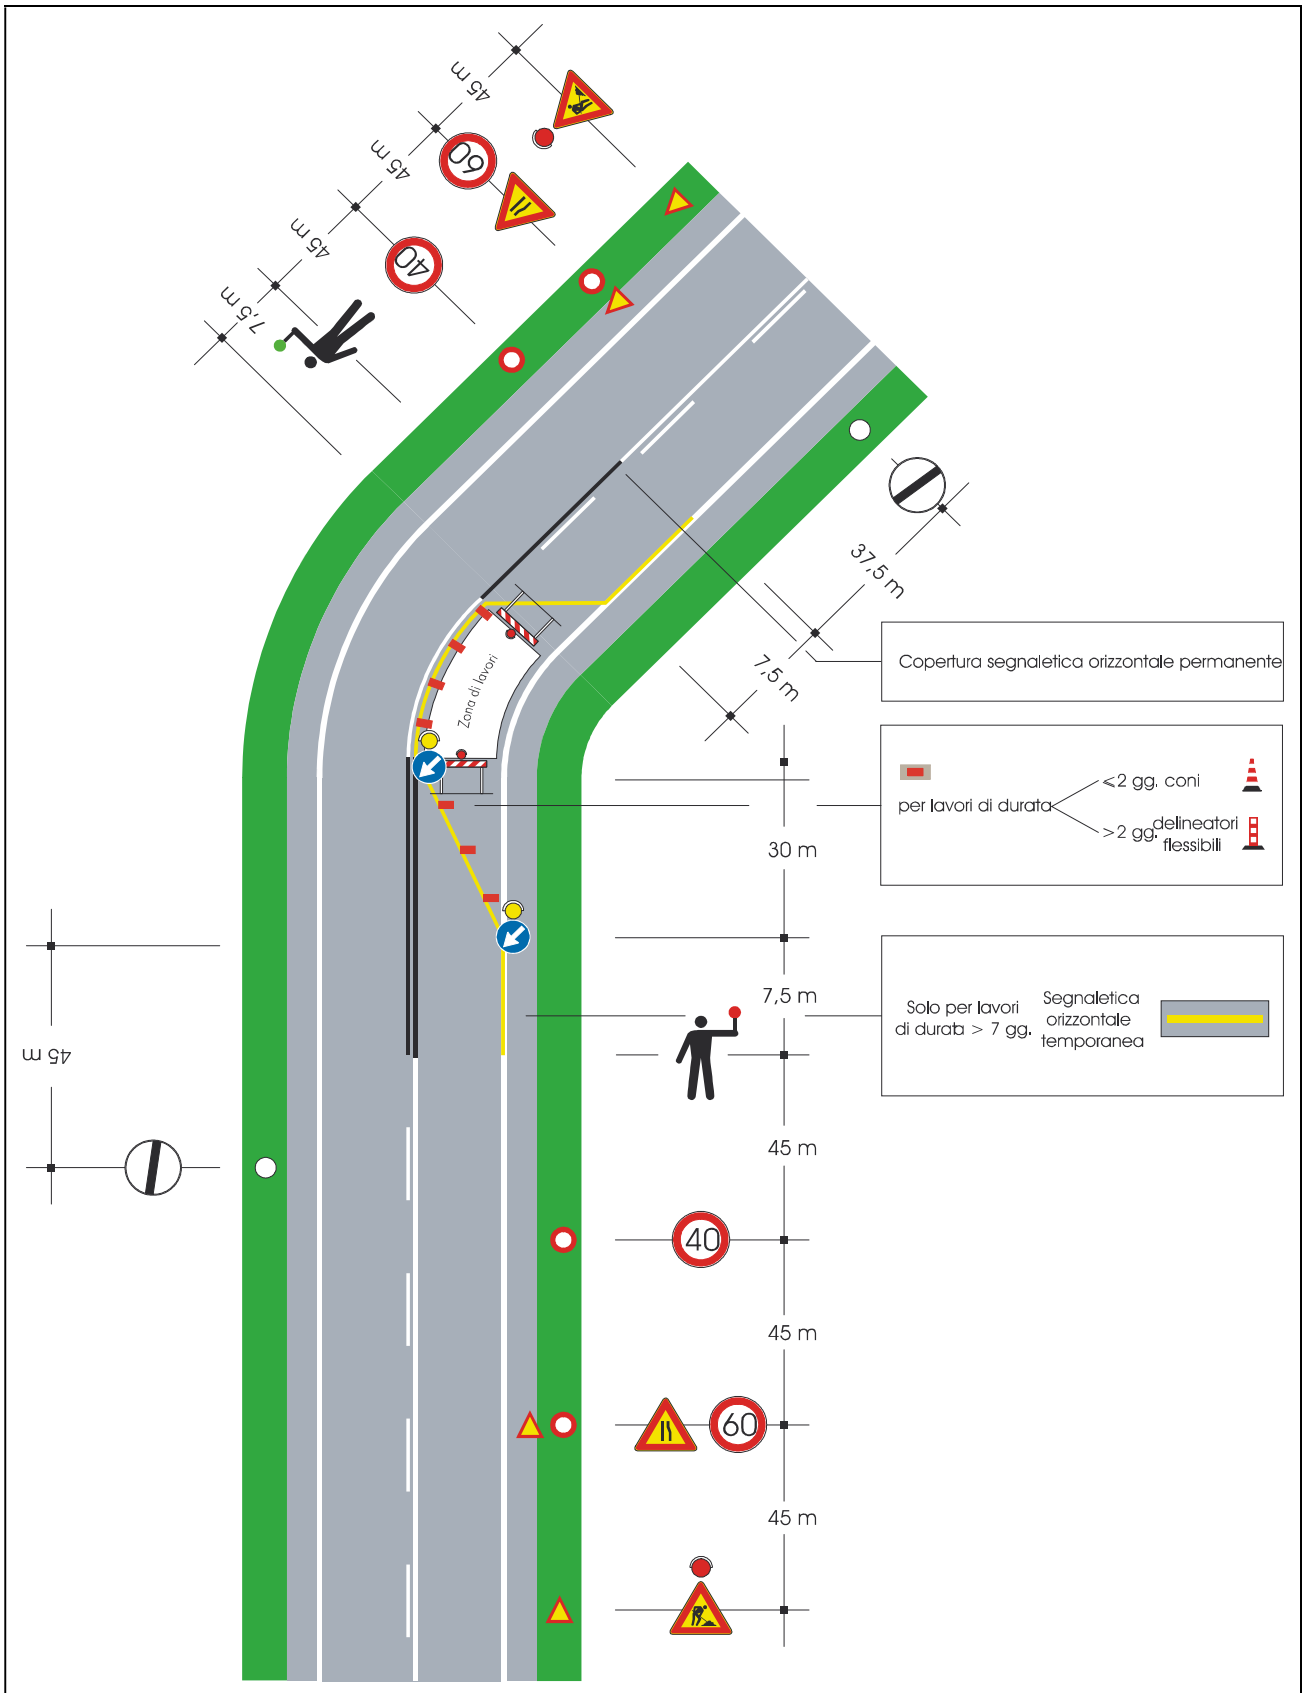 45 m
60
45 m
40
45 m
7,5 m
37,5 m
7,5 m
Copertura segnaletica orizzontale permanente
Zona di lavori
per lavori di durata
<2 gg. coni
>2 gg. delineatori
flessibili
30 m
7,5 m
Solo per lavori
di durata > 7 gg.
Segnaletica
orizzontale
temporanea
45 m
45 m
40
45 m
60
45 m